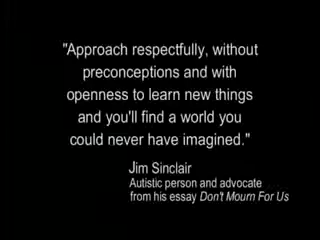 "Approach respectfully, without
preconceptions and with
openness to learn new things
and you'll find a world you
could never have imagined."
Jim Sinclair
Autistic person and advocate
from his essay Don't Mourn For Us